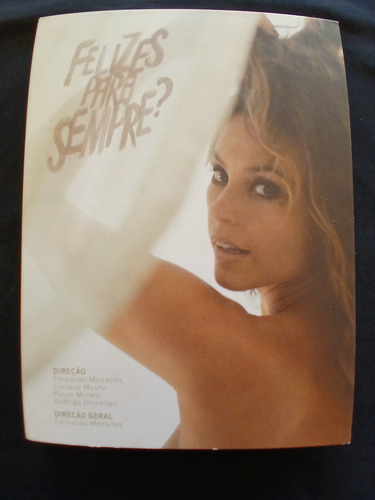 FELIZES
PARA
SEMPRE?
DIREÇÃO
Fernando Meirelles
Luciano Moura
Paulo Morelli
Rodrigo Meirelles
DIREÇÃO GERAL
Fernando Meirelles